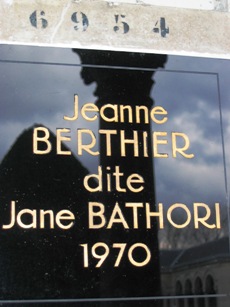 6954
Jeanne
BERTHIER
dite
Jane BATHORI
1970